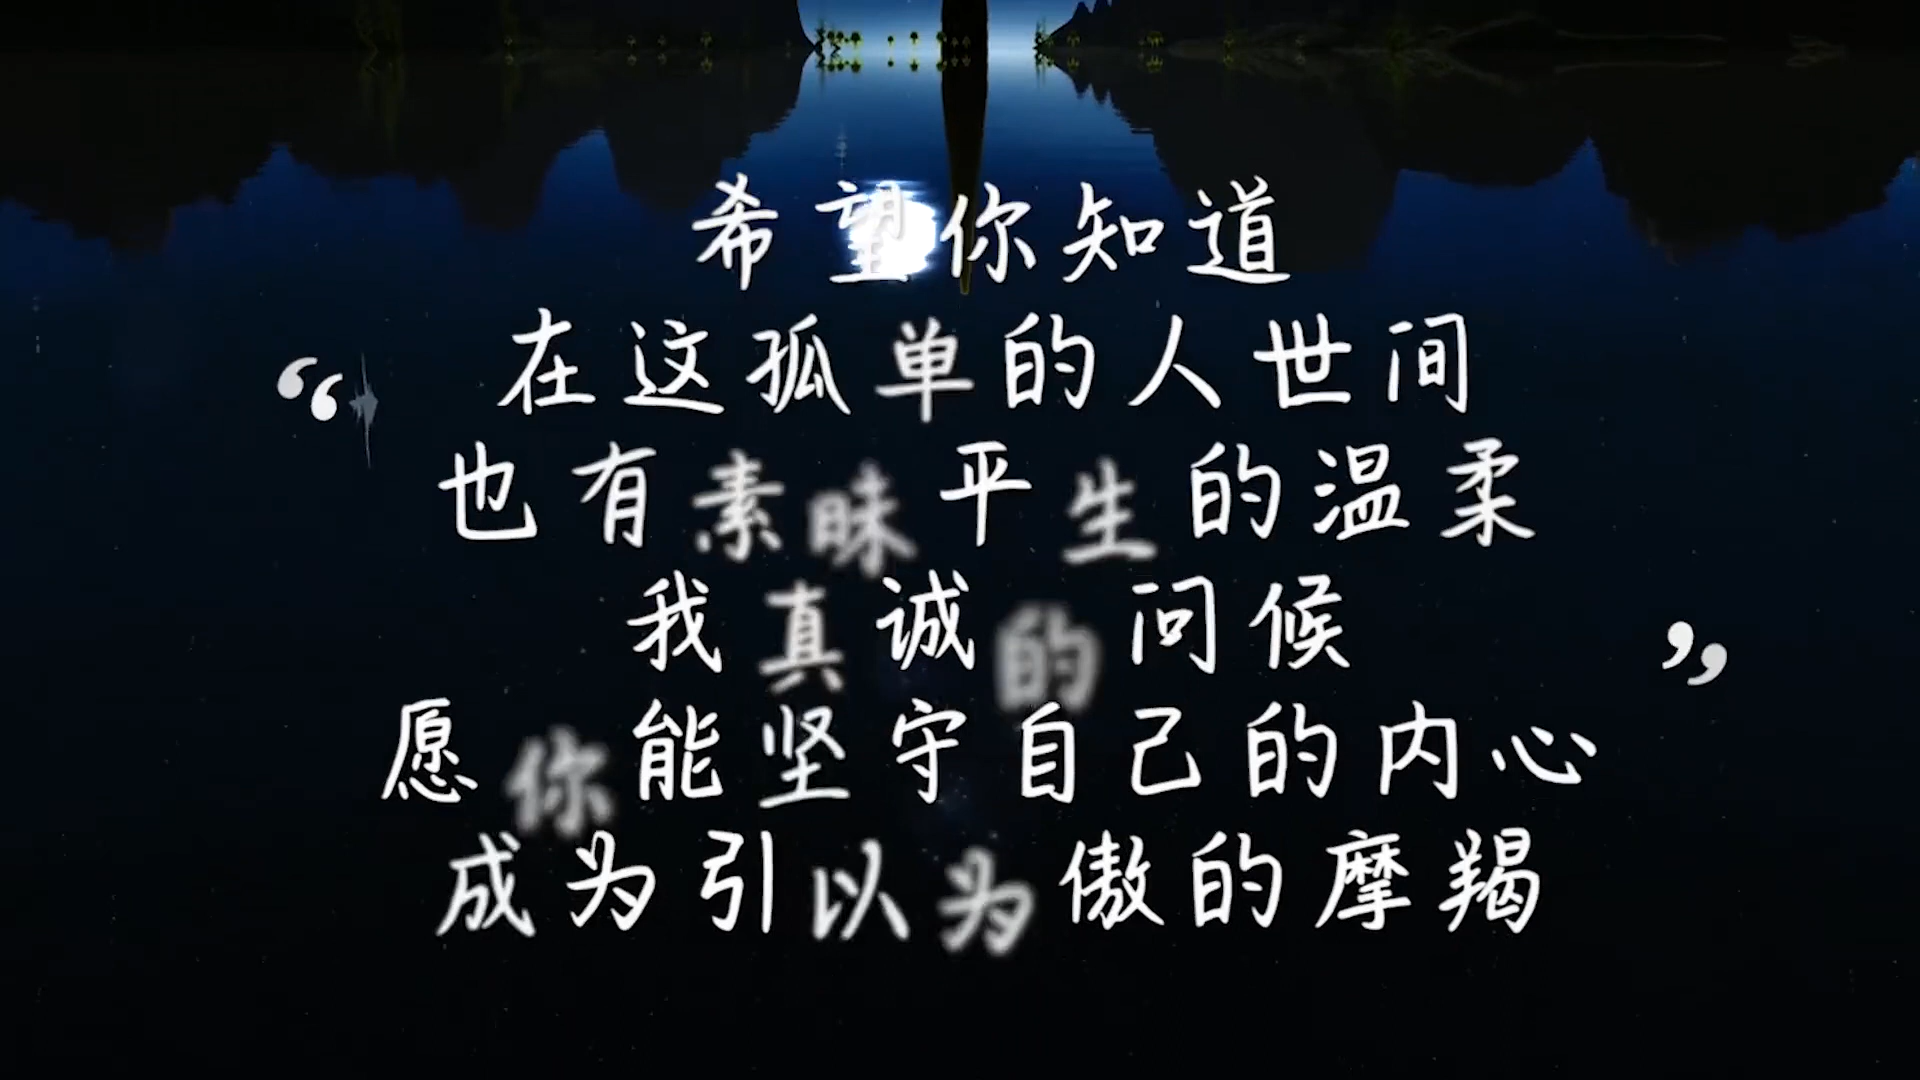 “
希望你知道
在这孤单的人世间
也有素昧平生的温柔
我真诚的问候
愿你能坚守自己的内心
成为引以为傲的摩羯
”